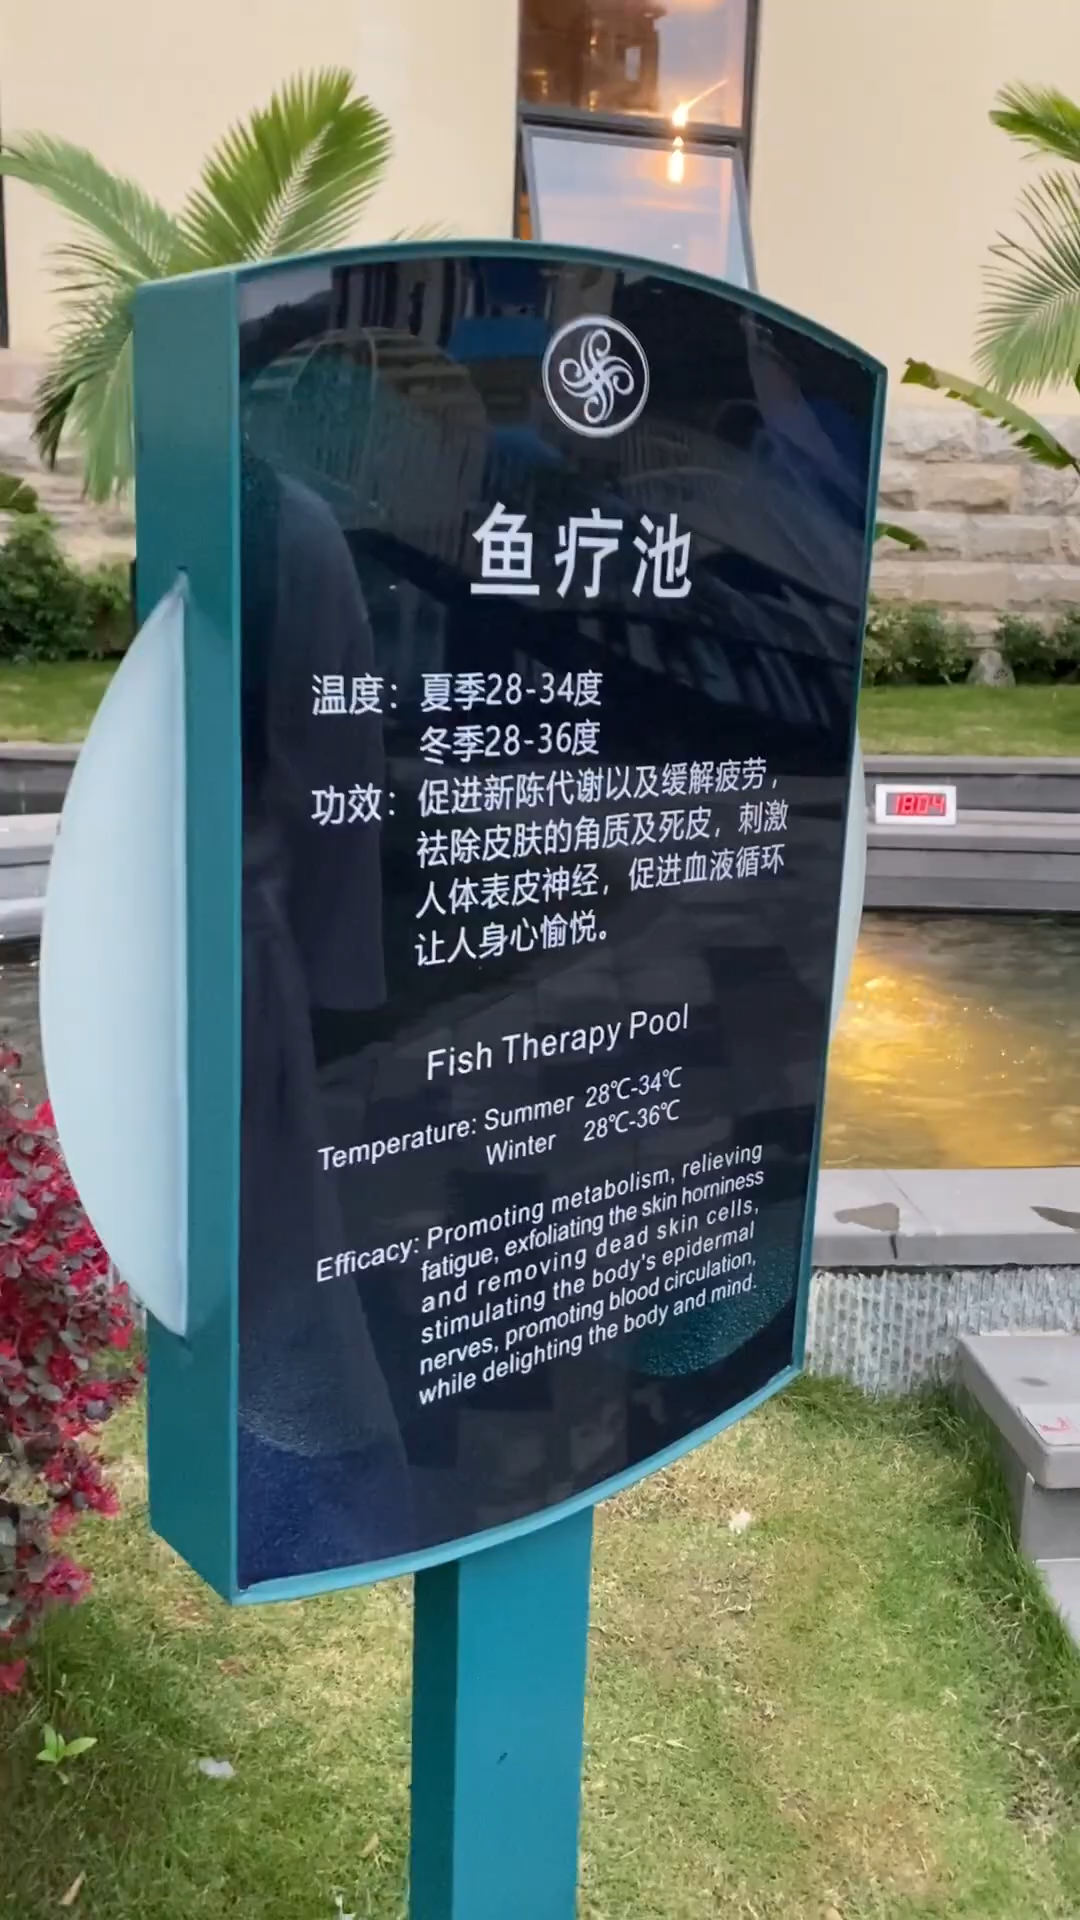 鱼疗池
温度：夏季28-34度
冬季28-36度
功效：促进新陈代谢以及缓解疲劳，
祛除皮肤的角质及死皮，刺激
人体表皮神经，促进血液循环
让人身心愉悦。
Fish Therapy Pool
Temperature: Summer 28℃-34℃
Winter 28℃-36℃
Efficacy: Promoting metabolism, relieving
fatigue, exfoliating the skin horniness
and removing dead skin cells,
stimulating the body's epidermal
nerves, promoting blood circulation,
while delighting the body and mind.